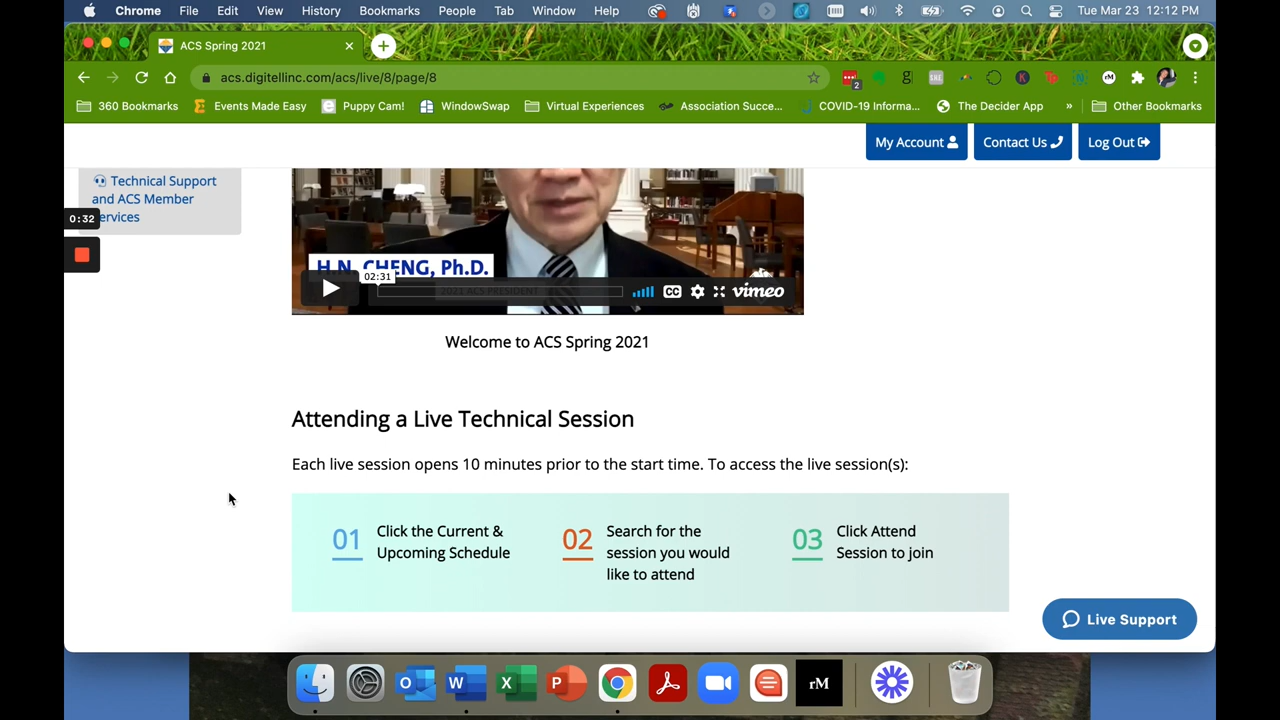 Chrome File Edit View History Bookmarks People Tab Window Help Tue Mar 23 12:12 PM
ACS Spring 2021
acs.digitellinc.com/acs/live/8/page/8
2
360 Bookmarks Events Made Easy Puppy Cam! WindowSwap Virtual Experiences Association Succe... COVID-19 Informa... The Decider App » Other Bookmarks
My Account Contact Us Log Out
Technical Support
and ACS Member
ervices
0:32
H.N. CHENG, Ph.D.
02:31
2021 ACS PRESIDENT
CC vimeo
Welcome to ACS Spring 2021
Attending a Live Technical Session
Each live session opens 10 minutes prior to the start time. To access the live session(s):
01 Click the Current &
Upcoming Schedule
02 Search for the
session you would
like to attend
03 Click Attend
Session to join
Live Support
O W X P rM